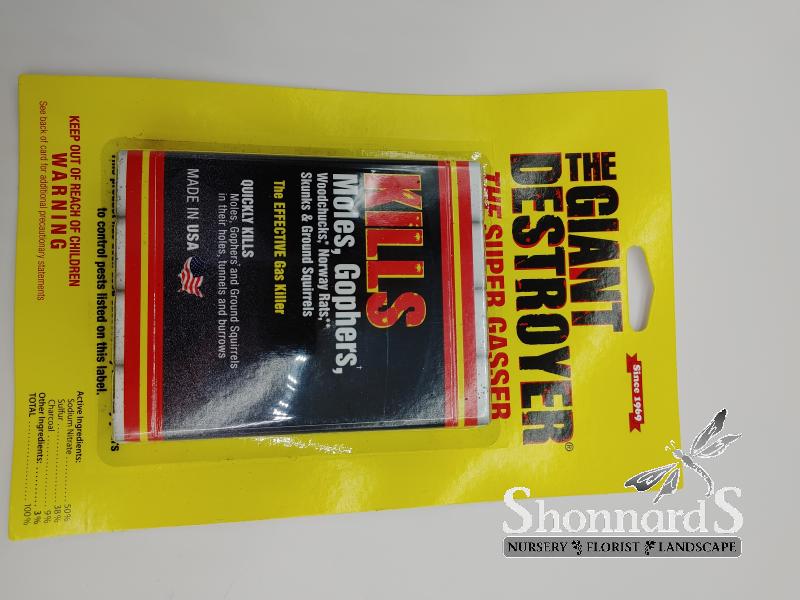 THE GIANT
DESTROYER®
THE SUPER GASSER
Since 1969
KILLS
Moles, Gophers,†
Woodchucks,* Norway Rats,**
Skunks & Ground Squirrels
The EFFECTIVE Gas Killer
QUICKLY KILLS
Moles, Gophers and Ground Squirrels
in their holes, tunnels and burrows
MADE IN USA
to control pests listed on this label.
KEEP OUT OF REACH OF CHILDREN
WARNING
See back of card for additional precautionary statements
Active Ingredients:
Sodium Nitrate 50%
Sulfur 38%
Charcoal 9%
Other Ingredients: 3%
TOTAL 100%
ShonnardS
NURSERY FLORIST LANDSCAPE